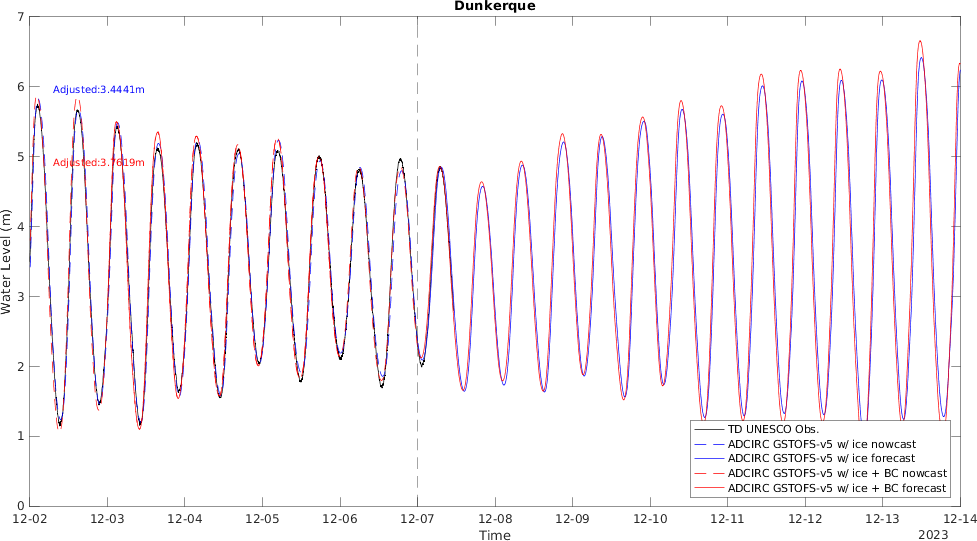 Dunkerque
7
6
5
4
3
2
1
0
Water Level (m)
Adjusted:3.4441m
Adjusted:3.7619m
TD UNESCO Obs.
ADCIRC GSTOFS-v5 w/ ice nowcast
ADCIRC GSTOFS-v5 w/ ice forecast
ADCIRC GSTOFS-v5 w/ ice + BC nowcast
ADCIRC GSTOFS-v5 w/ ice + BC forecast
12-02 12-03 12-04 12-05 12-06 12-07 12-08 12-09 12-10 12-11 12-12 12-13 12-14
Time
2023